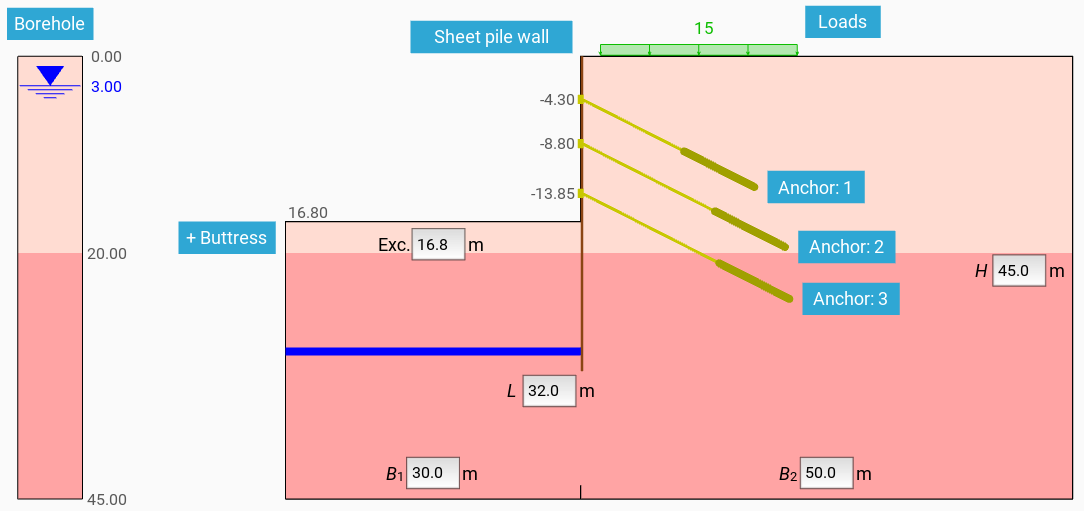 Borehole
Sheet pile wall
Loads
15
0.00
3.00
-4.30
-8.80
-13.85
Anchor: 1
16.80
+ Buttress
Exc. 16.8 m
Anchor: 2
20.00
H 45.0 m
Anchor: 3
L 32.0 m
B1 30.0 m
B2 50.0 m
45.00